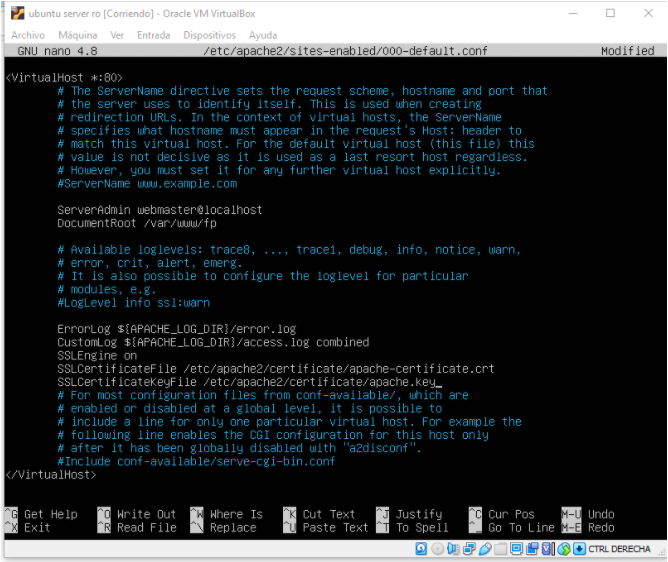 ubuntu server ro [Corriendo] - Oracle VM VirtualBox
Archivo Máquina Ver Entrada Dispositivos Ayuda
GNU nano 4.8 /etc/apache2/sites-enabled/000-default.conf Modified
<VirtualHost *:80>
# The ServerName directive sets the request scheme, hostname and port that
# the server uses to identify itself. This is used when creating
# redirection URLs. In the context of virtual hosts, the ServerName
# specifies what hostname must appear in the request's Host: header to
# match this virtual host. For the default virtual host (this file) this
# value is not decisive as it is used as a last resort host regardless.
# However, you must set it for any further virtual host explicitly.
#ServerName www.example.com
ServerAdmin webmaster@localhost
DocumentRoot /var/www/fp
# Available loglevels: trace8, ..., trace1, debug, info, notice, warn,
# error, crit, alert, emerg.
# It is also possible to configure the loglevel for particular
# modules, e.g.
#LogLevel info ssl:warn
ErrorLog ${APACHE_LOG_DIR}/error.log
CustomLog ${APACHE_LOG_DIR}/access.log combined
SSLEngine on
SSLCertificateFile /etc/apache2/certificate/apache-certificate.crt
SSLCertificateKeyFile /etc/apache2/certificate/apache.key_
# For most configuration files from conf-available/, which are
# enabled or disabled at a global level, it is possible to
# include a line for only one particular virtual host. For example the
# following line enables the CGI configuration for this host only
# after it has been globally disabled with "a2disconf".
#Include conf-available/serve-cgi-bin.conf
</VirtualHost>
^G Get Help ^O Write Out ^W Where Is ^K Cut Text ^J Justify ^C Cur Pos M-U Undo
^X Exit ^R Read File ^\ Replace ^U Paste Text ^T To Spell ^_ Go To Line M-E Redo
CTRL DERECHA